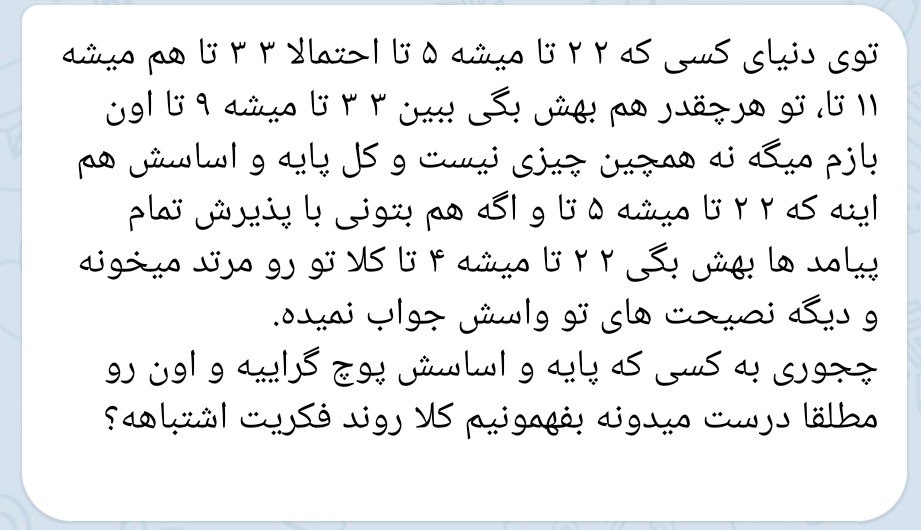 توی دنیای کسی که ۲ ۲ تا میشه ۵ تا احتمالا ۳ ۳ تا هم میشه
۱۱ تا، تو هرچقدر هم بهش بگی ببین ۳ ۳ تا میشه ۹ تا اون
بازم میگه نه همچین چیزی نیست و کل پایه و اساسش هم
اینه که ۲ ۲ تا میشه ۵ تا و اگه هم بتونی با پذیرش تمام
پیامد ها بهش بگی ۲ ۲ تا میشه ۴ تا کلا تو رو مرتد میخونه
و دیگه نصیحت های تو واسش جواب نمیده.
چجوری به کسی که پایه و اساسش پوچ گراییه و اون رو
مطلقا درست میدونه بفهمونیم کلا روند فکریت اشتباهه؟